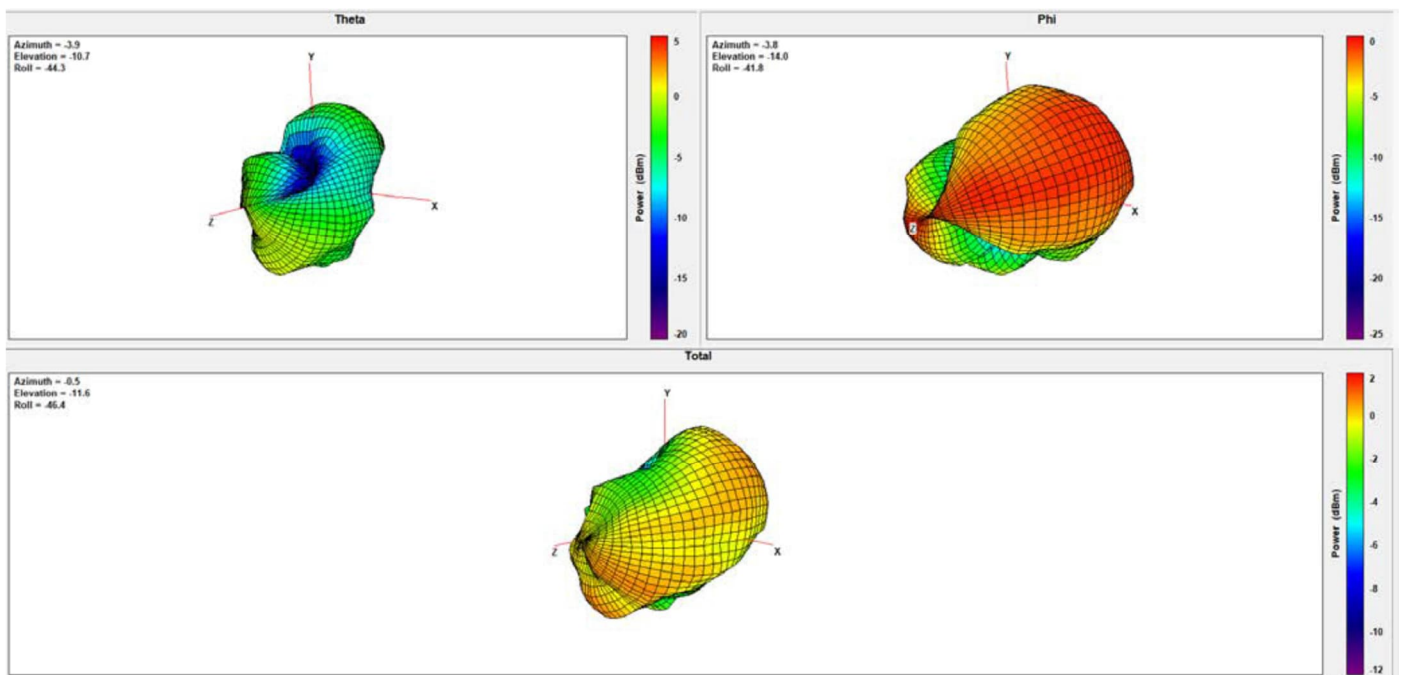 Theta
Azimuth = -3.9
Elevation = -10.7
Roll = -44.3
Y
Z
X
5
0
-5
-10
-15
-20
Power (dBm)
Phi
Azimuth = -3.8
Elevation = -14.0
Roll = -41.8
Y
Z
X
0
-5
-10
-15
-20
-25
Power (dBm)
Total
Azimuth = -0.5
Elevation = -11.6
Roll = -46.4
Y
Z
X
2
0
-2
-4
-6
-8
-10
-12
Power (dBm)